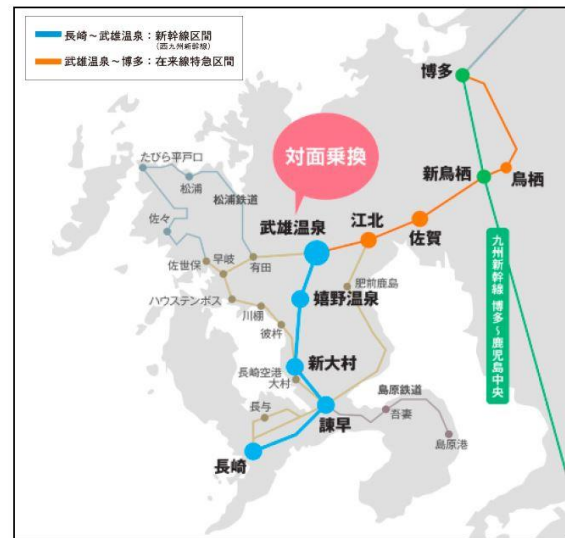 長崎~武雄温泉：新幹線区間
(西九州新幹線)
武雄温泉~博多：在来線特急区間
博多
対面乗換
たびら平戸口
松浦
松浦鉄道
新鳥栖
鳥栖
武雄温泉
江北
佐賀
佐々
佐世保
早岐
有田
肥前鹿島
九州新幹線 博多~鹿児島中央
ハウステンボス
川棚
彼杵
嬉野温泉
新大村
長崎空港
大村
島原鉄道
長与
諫早
吾妻
島原港
長崎